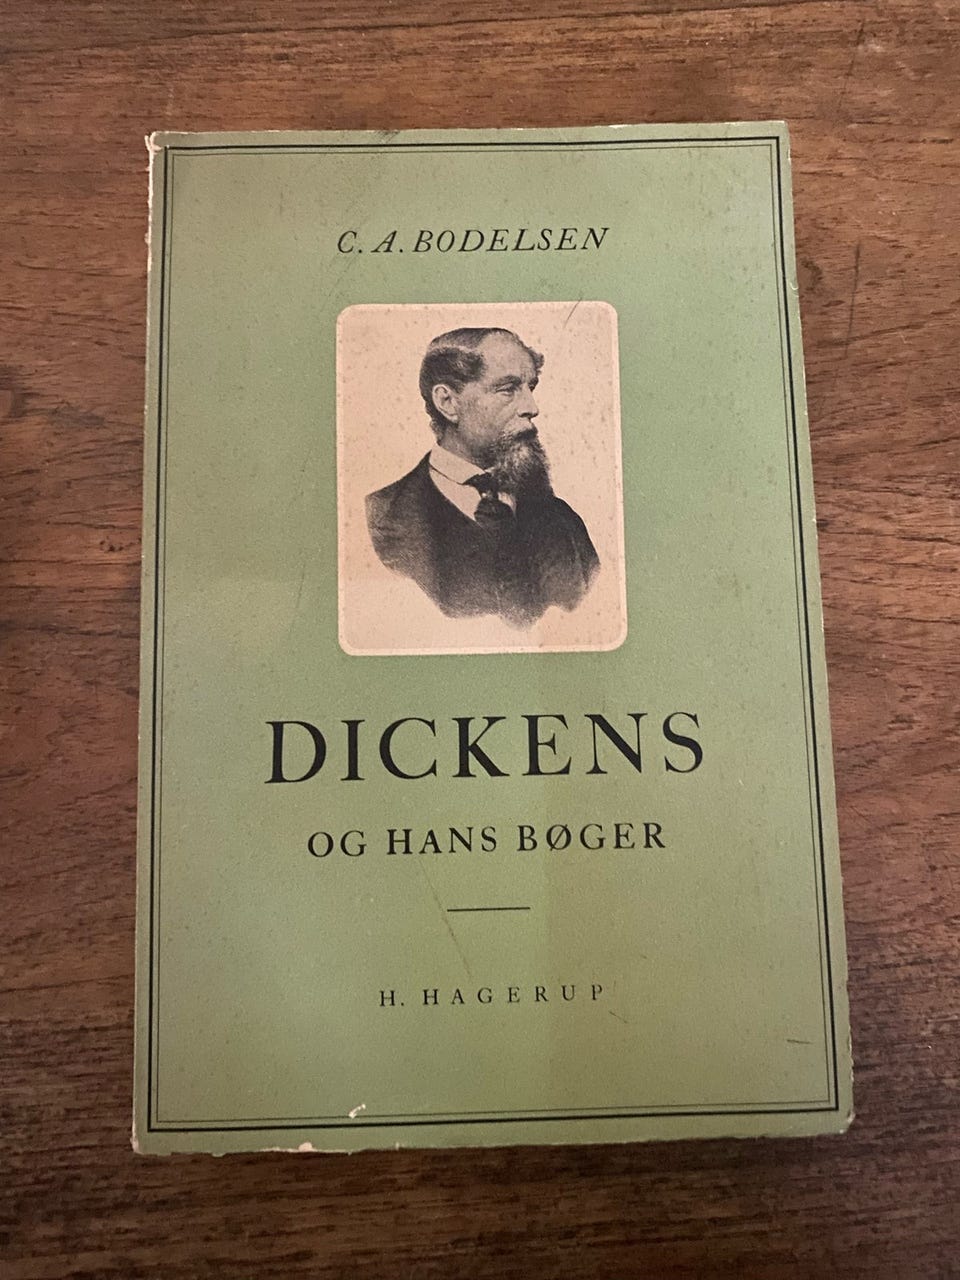 C. A. BODELSEN
DICKENS
OG HANS BØGER
H. HAGERUP